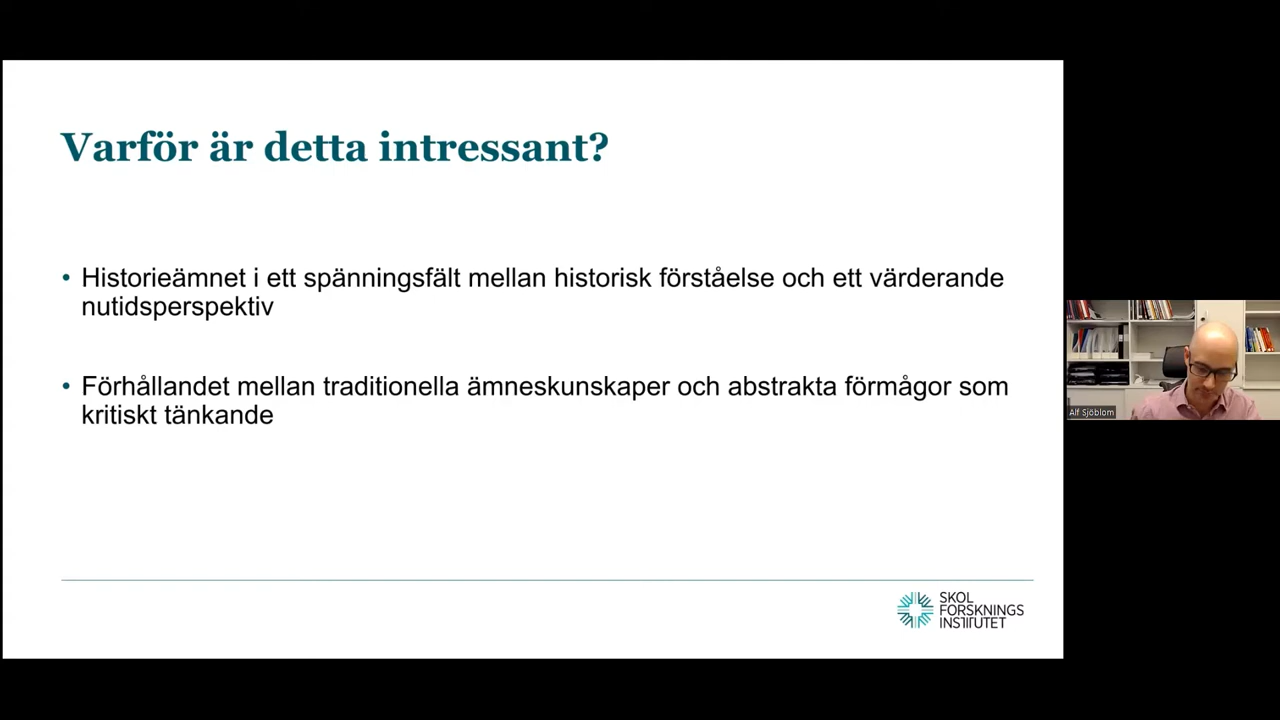 Varför är detta intressant?
• Historieämnet i ett spänningsfält mellan historisk förståelse och ett värderande
nutidsperspektiv
• Förhållandet mellan traditionella ämneskunskaper och abstrakta förmågor som
kritiskt tänkande
Alf Sjöblom
SKOL
FORSKNINGS
INSTITUTET